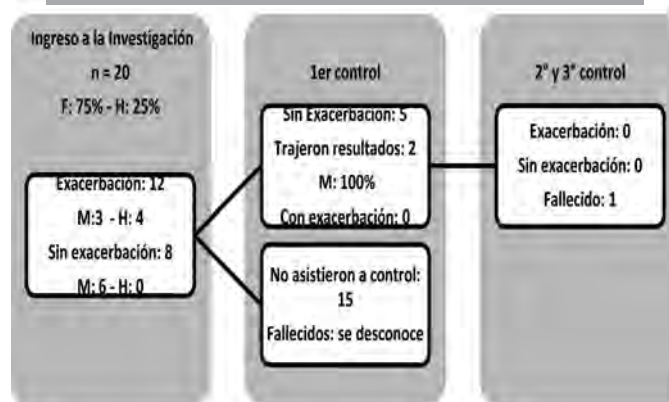 Ingreso a la Investigación
n = 20
F: 75% - H: 25%
Exacerbación: 12
M:3 - H: 4
Sin exacerbación: 8
M: 6 - H: 0
1er control
Sin Exacerbación: 5
Trajeron resultados: 2
M: 100%
Con exacerbación: 0
No asistieron a control:
15
Fallecidos: se desconoce
2° y 3° control
Exacerbación: 0
Sin exacerbación: 0
Fallecido: 1